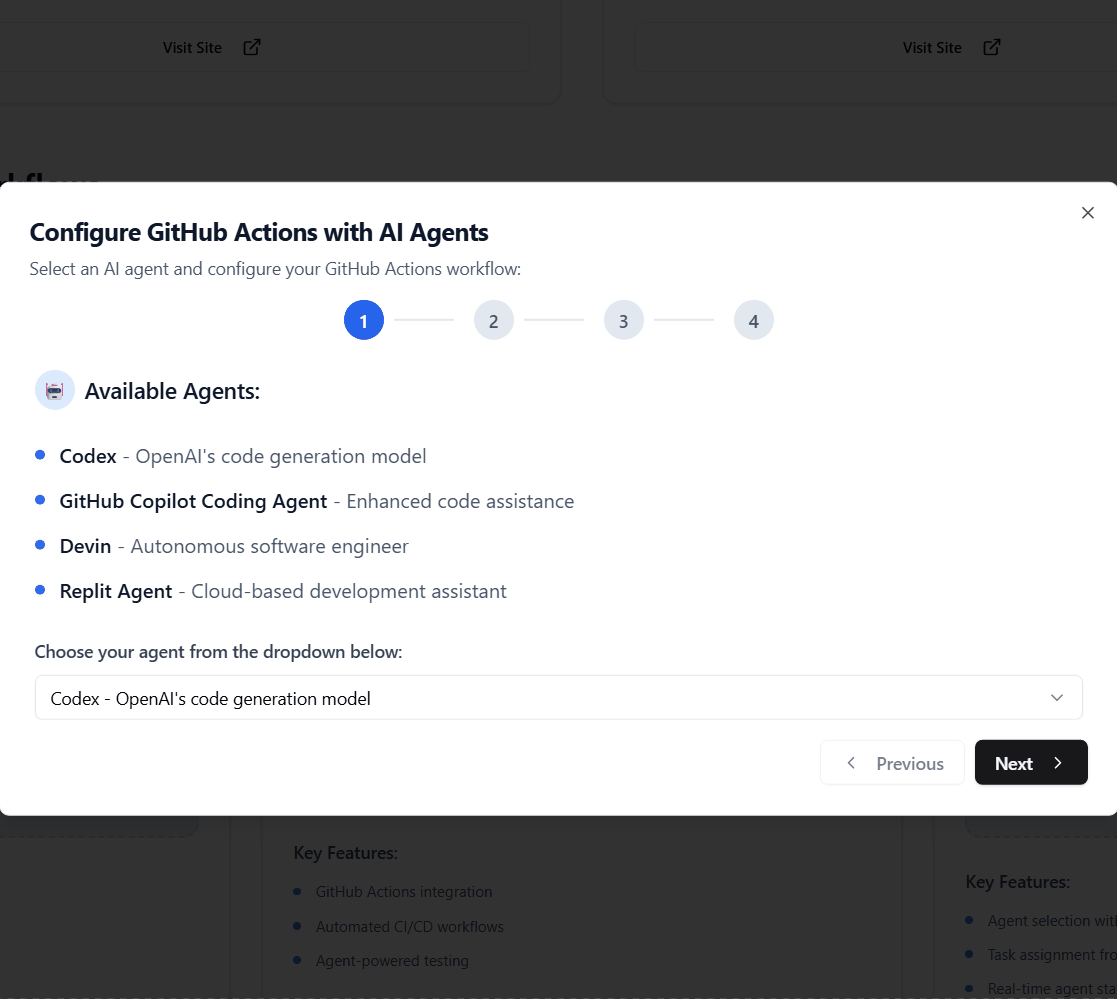 Visit Site
Visit Site
Configure GitHub Actions with AI Agents
Select an AI agent and configure your GitHub Actions workflow:
1 2 3 4
Available Agents:
Codex - OpenAI's code generation model
GitHub Copilot Coding Agent - Enhanced code assistance
Devin - Autonomous software engineer
Replit Agent - Cloud-based development assistant
Choose your agent from the dropdown below:
Codex - OpenAI's code generation model
Previous
Next
Key Features:
GitHub Actions integration
Automated CI/CD workflows
Agent-powered testing
Key Features:
Agent selection with
Task assignment fro
Real-time agent sta